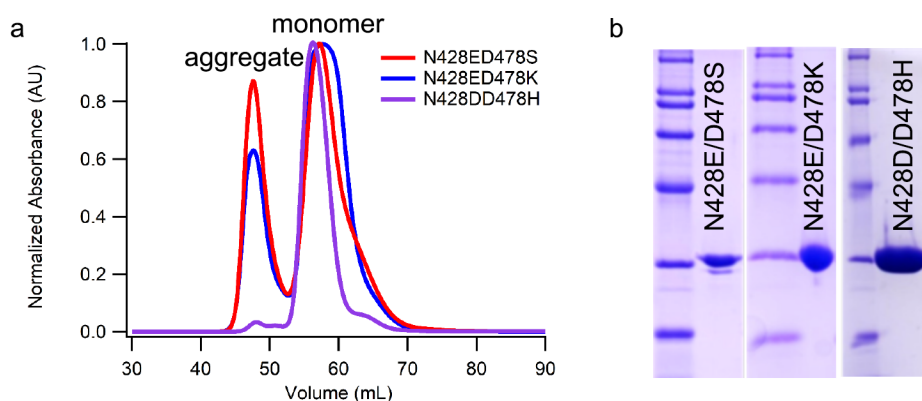 a
monomer
aggregate
N428ED478S
N428ED478K
N428DD478H
Normalized Absorbance (AU)
1.0
0.8
0.6
0.4
0.2
0.0
30 40 50 60 70 80 90
Volume (mL)
b
N428E/D478S
N428E/D478K
N428D/D478H